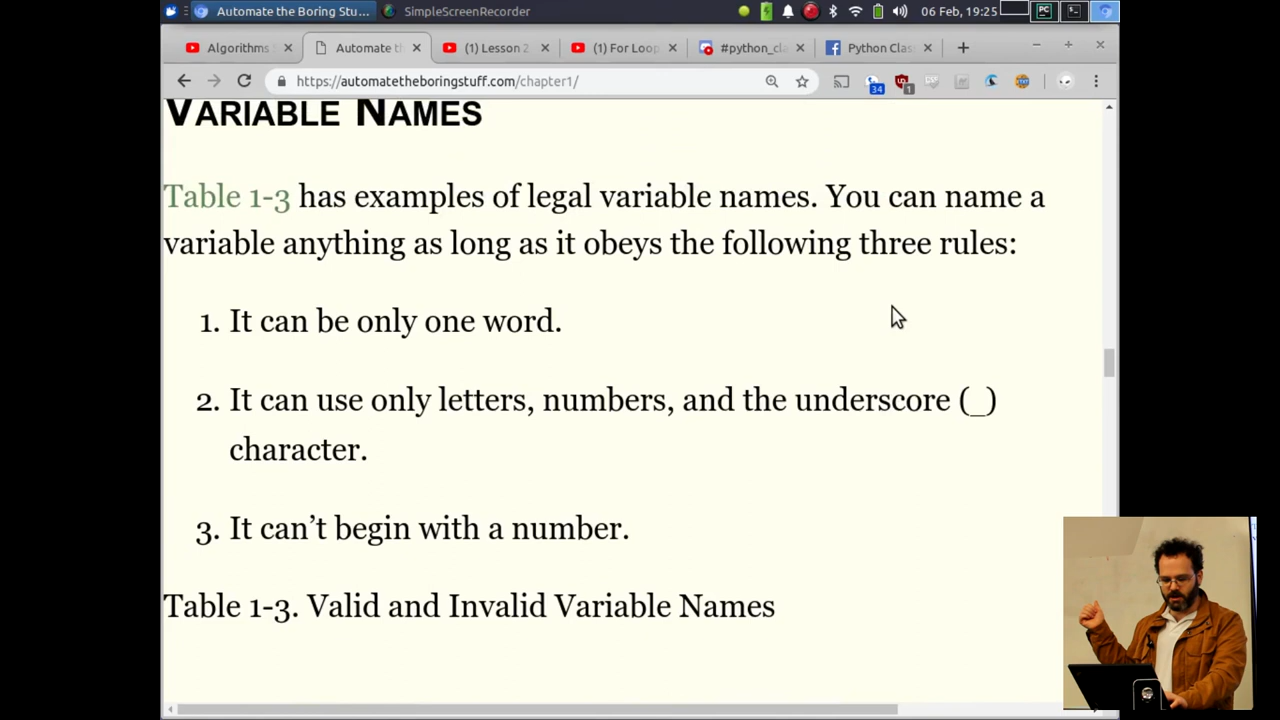 Automate the Boring Stu... SimpleScreenRecorder 06 Feb, 19:25
Algorithms Automate th (1) Lesson 2 (1) For Loop #python_cla Python Clas
https://automatetheboringstuff.com/chapter1/ 34 1
VARIABLE NAMES
Table 1-3 has examples of legal variable names. You can name a
variable anything as long as it obeys the following three rules:
1. It can be only one word.
2. It can use only letters, numbers, and the underscore (_)
character.
3. It can’t begin with a number.
Table 1-3. Valid and Invalid Variable Names